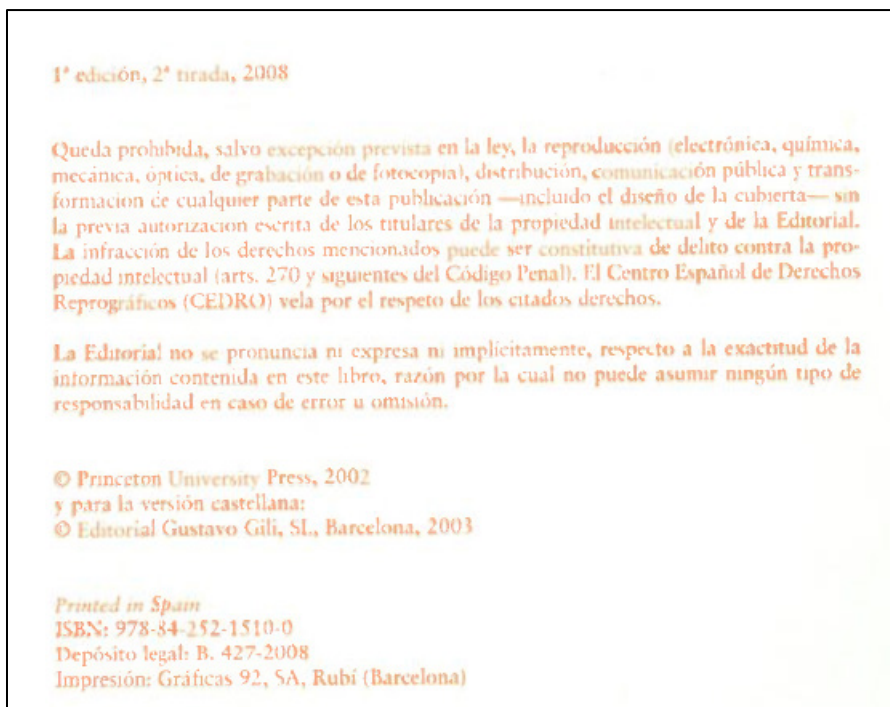 1ª edición, 2ª tirada, 2008
Queda prohibida, salvo excepción prevista en la ley, la reproducción (electrónica, química,
mecánica, óptica, de grabación o de fotocopia), distribución, comunicación pública y trans-
formación de cualquier parte de esta publicación —incluido el diseño de la cubierta— sin
la previa autorización escrita de los titulares de la propiedad intelectual y de la Editorial.
La infracción de los derechos mencionados puede ser constitutiva de delito contra la pro-
piedad intelectual (arts. 270 y siguientes del Código Penal). El Centro Español de Derechos
Reprográficos (CEDRO) vela por el respeto de los citados derechos.
La Editorial no se pronuncia ni expresa ni implícitamente, respecto a la exactitud de la
información contenida en este libro, razón por la cual no puede asumir ningún tipo de
responsabilidad en caso de error u omisión.
© Princeton University Press, 2002
y para la versión castellana:
© Editorial Gustavo Gili, SL, Barcelona, 2003
Printed in Spain
ISBN: 978-84-252-1510-0
Depósito legal: B. 427-2008
Impresión: Gráficas 92, SA, Rubí (Barcelona)